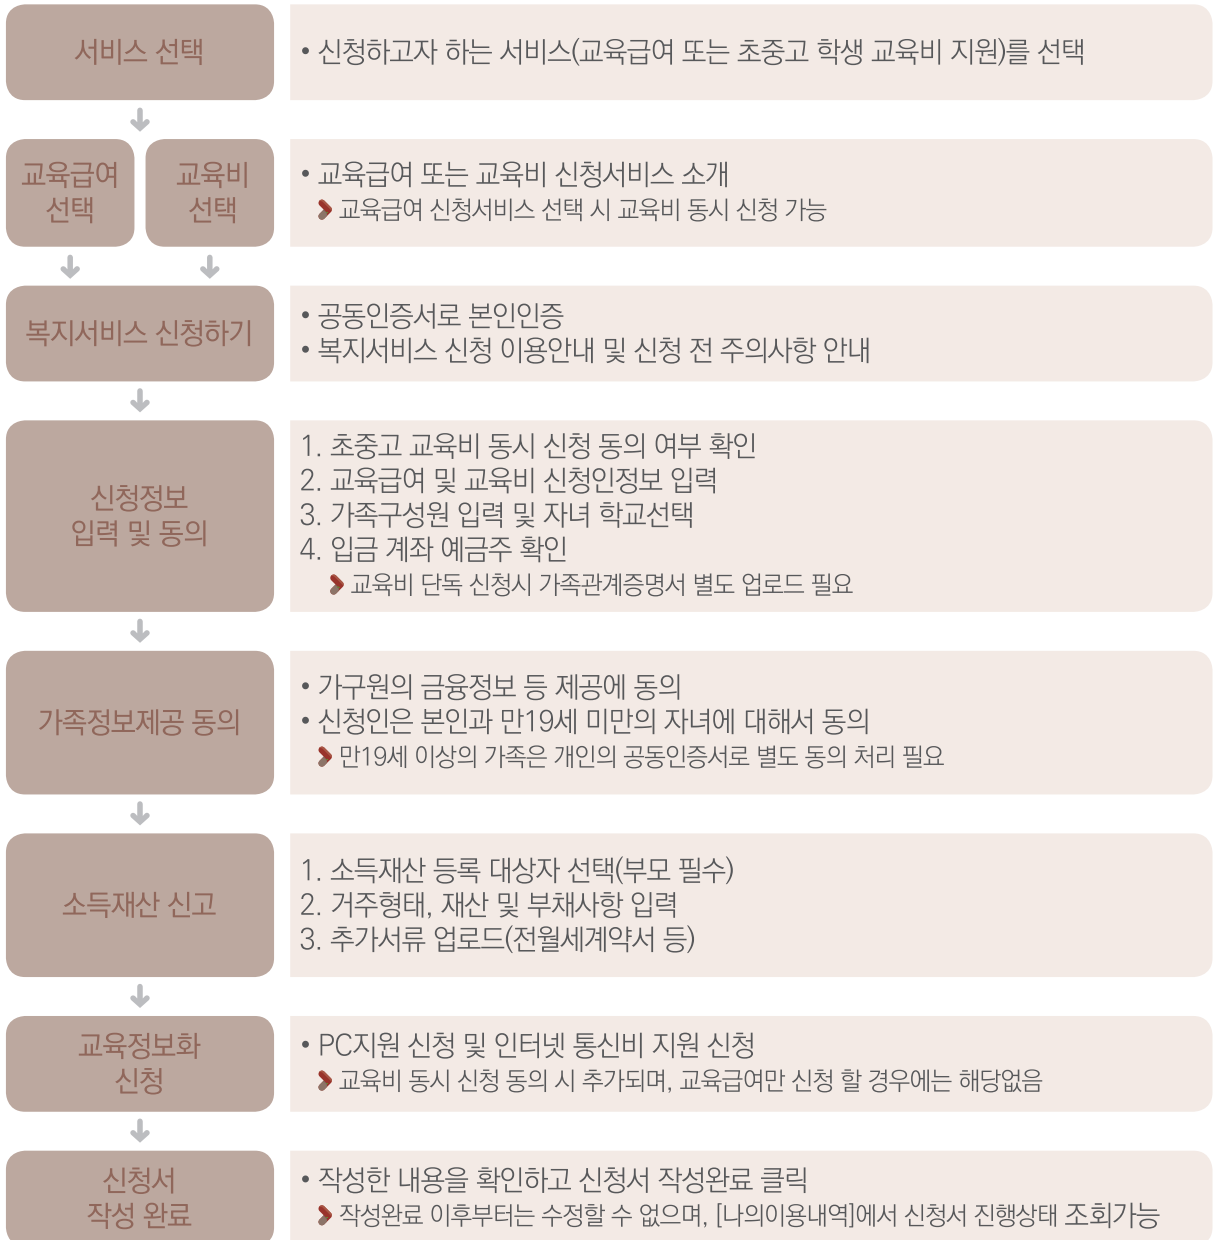 서비스 선택
• 신청하고자 하는 서비스(교육급여 또는 초중고 학생 교육비 지원)를 선택
교육급여
선택
교육비
선택
• 교육급여 또는 교육비 신청서비스 소개
교육급여 신청서비스 선택 시 교육비 동시 신청 가능
복지서비스 신청하기
• 공동인증서로 본인인증
• 복지서비스 신청 이용안내 및 신청 전 주의사항 안내
신청정보
입력 및 동의
1. 초중고 교육비 동시 신청 동의 여부 확인
2. 교육급여 및 교육비 신청인정보 입력
3. 가족구성원 입력 및 자녀 학교선택
4. 입금 계좌 예금주 확인
교육비 단독 신청시 가족관계증명서 별도 업로드 필요
가족정보제공 동의
• 가구원의 금융정보 등 제공에 동의
• 신청인은 본인과 만19세 미만의 자녀에 대해서 동의
만19세 이상의 가족은 개인의 공동인증서로 별도 동의 처리 필요
소득재산 신고
1. 소득재산 등록 대상자 선택(부모 필수)
2. 거주형태, 재산 및 부채사항 입력
3. 추가서류 업로드(전월세계약서 등)
교육정보화
신청
• PC지원 신청 및 인터넷 통신비 지원 신청
교육비 동시 신청 동의 시 추가되며, 교육급여만 신청 할 경우에는 해당없음
신청서
작성 완료
• 작성한 내용을 확인하고 신청서 작성완료 클릭
작성완료 이후부터는 수정할 수 없으며, [나의이용내역]에서 신청서 진행상태 조회가능